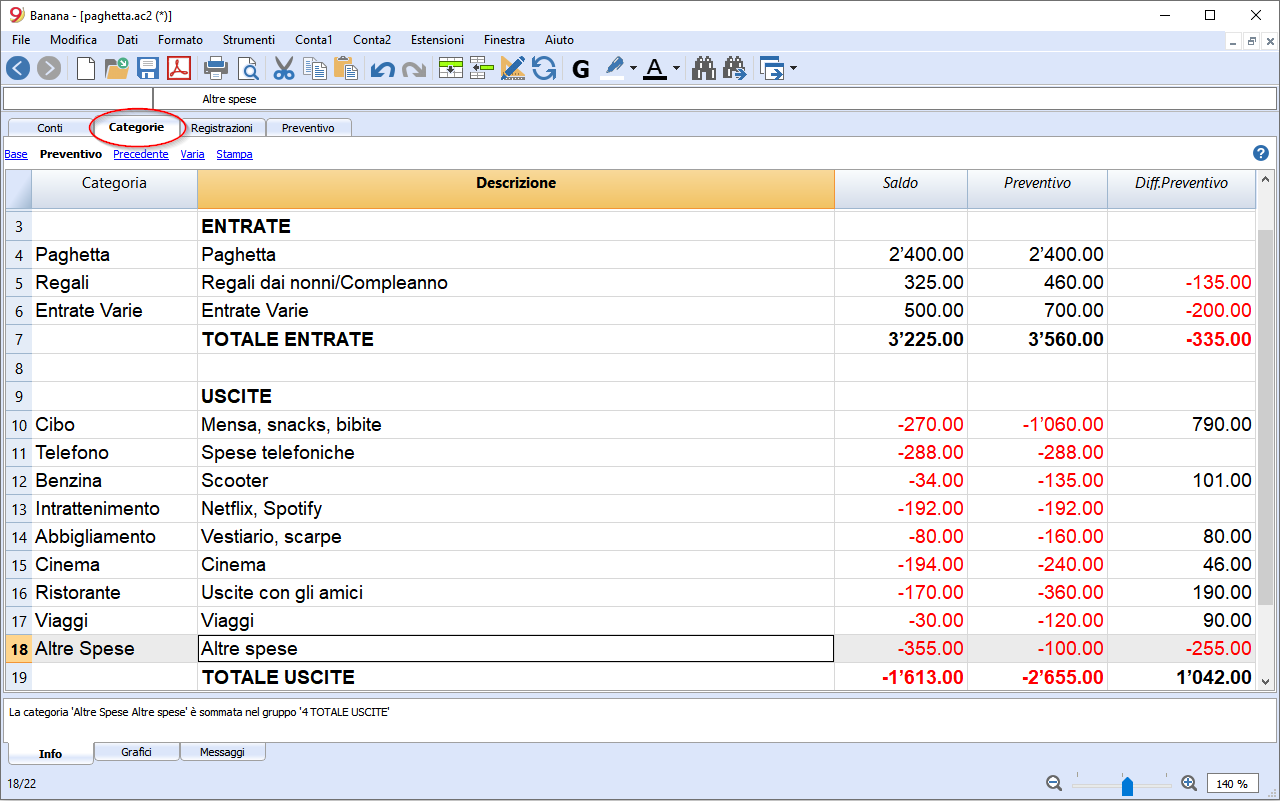 Banana - [paghetta.ac2 (*)]
File Modifica Dati Formato Strumenti Conta1 Conta2 Estensioni Finestra Aiuto
G A
Altre spese
Conti Categorie Registrazioni Preventivo
Base Preventivo Precedente Varia Stampa ?
Categoria Descrizione Saldo Preventivo Diff.Preventivo
3 ENTRATE
4 Paghetta Paghetta 2’400.00 2’400.00
5 Regali Regali dai nonni/Compleanno 325.00 460.00 -135.00
6 Entrate Varie Entrate Varie 500.00 700.00 -200.00
7 TOTALE ENTRATE 3’225.00 3’560.00 -335.00
8
9 USCITE
10 Cibo Mensa, snacks, bibite -270.00 -1’060.00 790.00
11 Telefono Spese telefoniche -288.00 -288.00
12 Benzina Scooter -34.00 -135.00 101.00
13 Intrattenimento Netflix, Spotify -192.00 -192.00
14 Abbigliamento Vestiario, scarpe -80.00 -160.00 80.00
15 Cinema Cinema -194.00 -240.00 46.00
16 Ristorante Uscite con gli amici -170.00 -360.00 190.00
17 Viaggi Viaggi -30.00 -120.00 90.00
18 Altre Spese Altre spese -355.00 -100.00 -255.00
19 TOTALE USCITE -1’613.00 -2’655.00 1’042.00
La categoria 'Altre Spese Altre spese' è sommata nel gruppo '4 TOTALE USCITE'
Info Grafici Messaggi
18/22 140 %